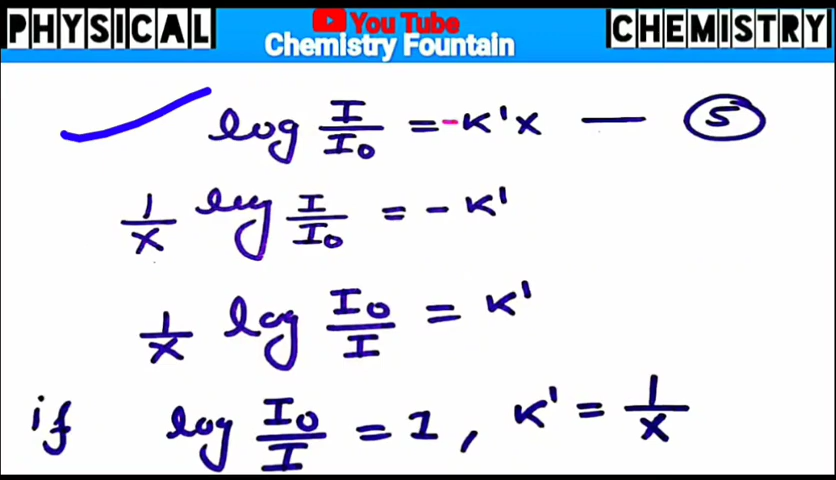 PHYSICAL You Tube CHEMISTRY
Chemistry Fountain
log I/I₀ = -K'x — 5
1/x log I/I₀ = - K'
1/x log I₀/I = K'
if log I₀/I = 1, K' = 1/x